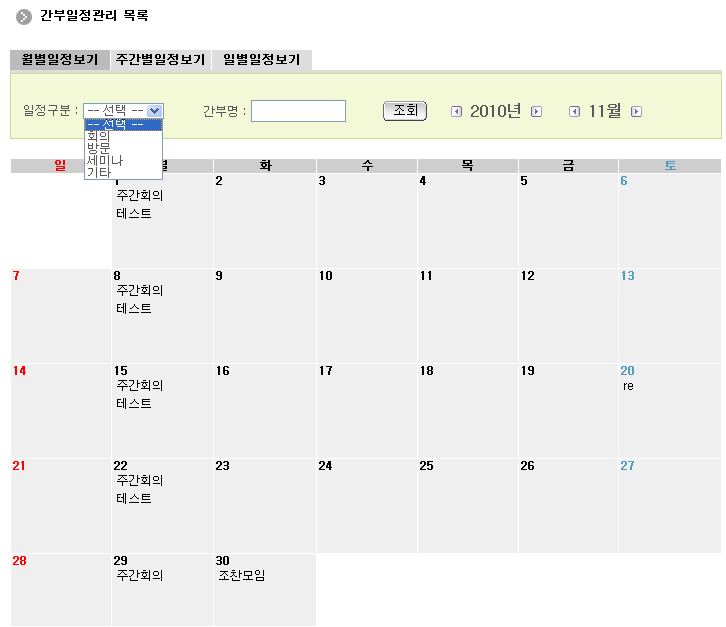 간부일정관리 목록
월별일정보기 주간별일정보기 일별일정보기
일정구분 : -- 선택 -- 간부명 : 조회 2010년 11월
-- 선택 --
회의
방문
세미나
기타
일 월 화 수 목 금 토
1 2 3 4 5 6
주간회의
테스트
7 8 9 10 11 12 13
주간회의
테스트
14 15 16 17 18 19 20
주간회의 re
테스트
21 22 23 24 25 26 27
주간회의
테스트
28 29 30
주간회의 조찬모임